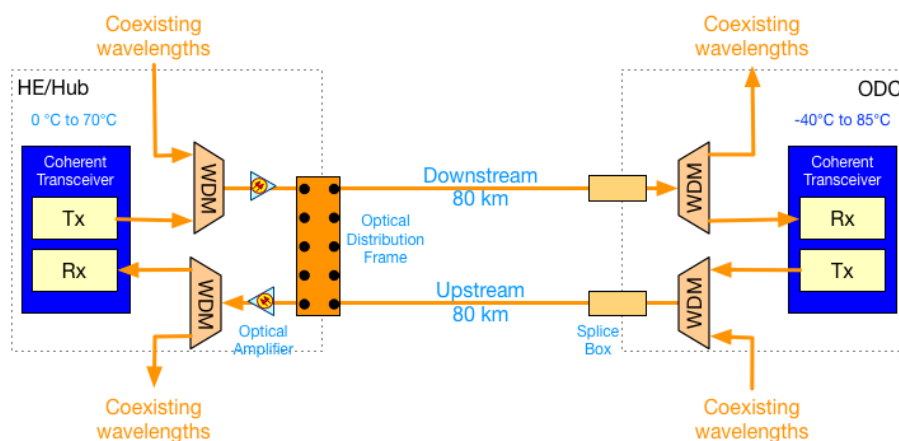 Coexisting
wavelengths
Coexisting
wavelengths
HE/Hub
ODC
0 °C to 70°C
-40°C to 85°C
Coherent
Transceiver
Tx
Rx
WDM
WDM
Optical
Amplifier
Optical
Distribution
Frame
Downstream
80 km
Upstream
80 km
Splice
Box
WDM
WDM
Coherent
Transceiver
Rx
Tx
Coexisting
wavelengths
Coexisting
wavelengths